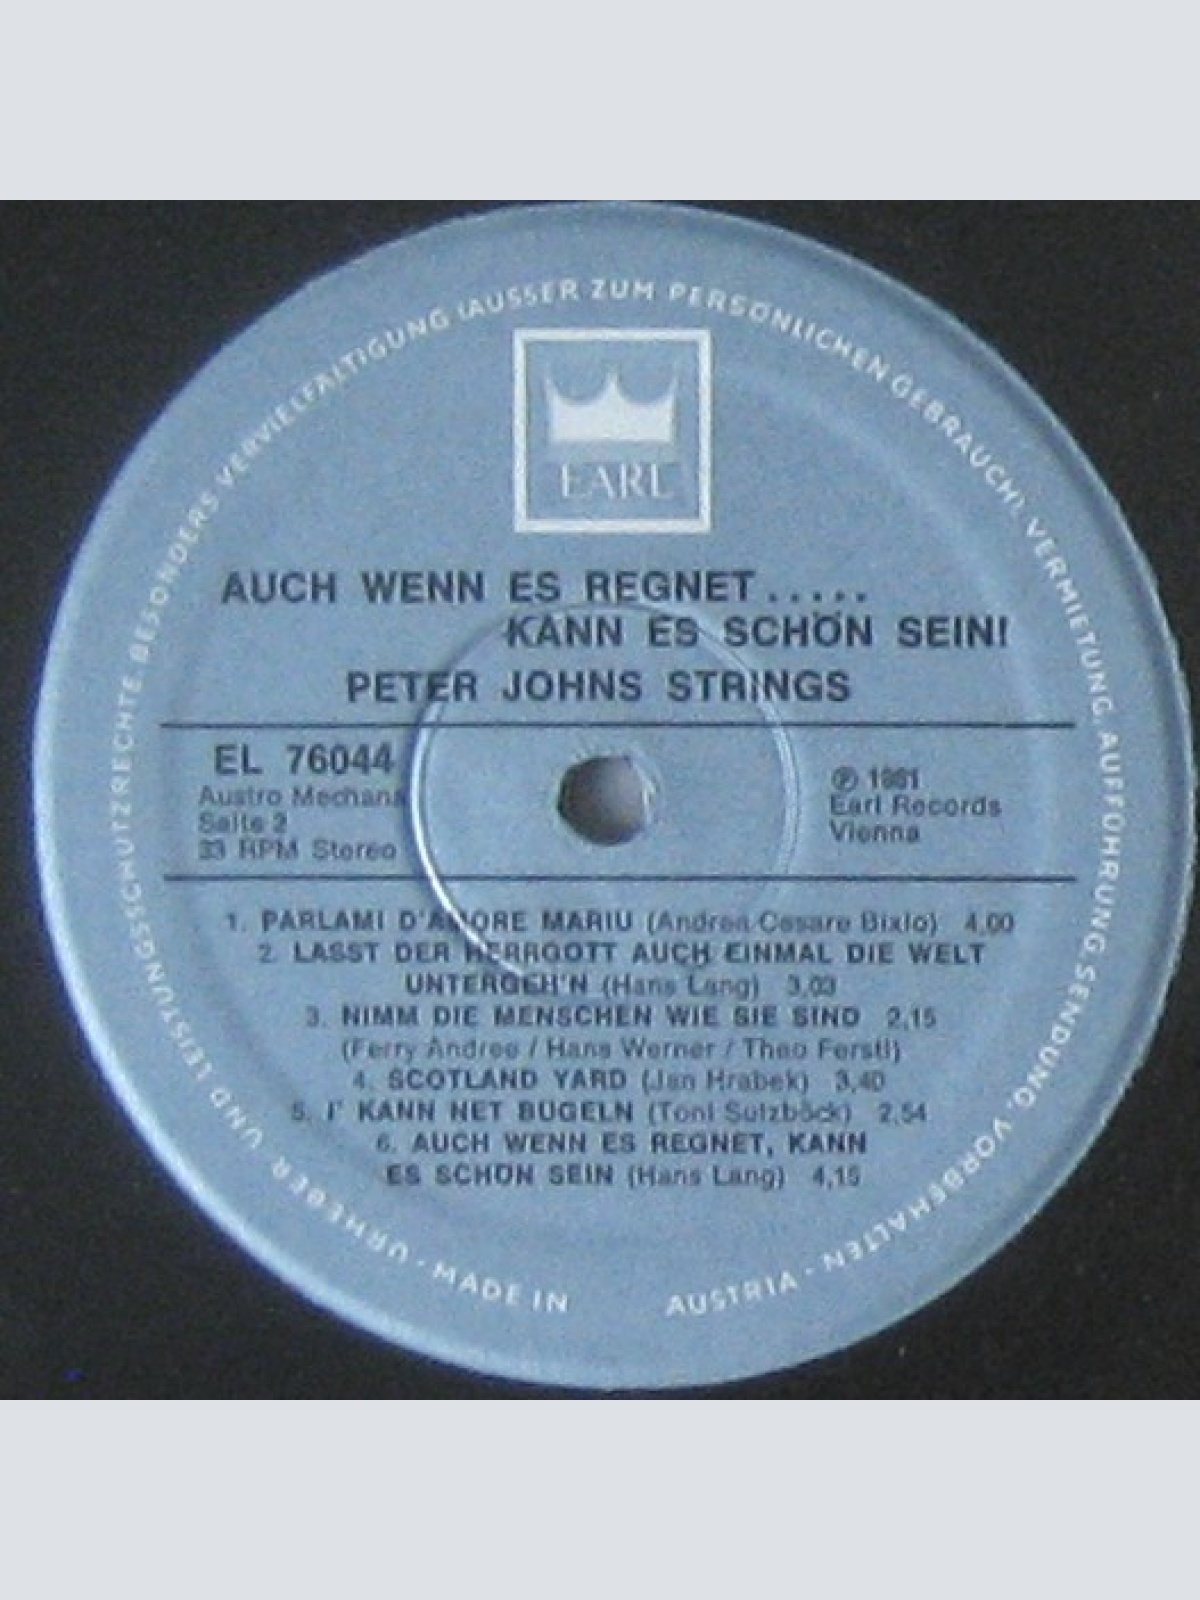 URHEBER UND LEISTUNGSSCHUTZRECHTE BESONDERS VERVIELFÄLTIGUNG (AUSSER ZUM PERSÖNLICHEN GEBRAUCH), VERMIETUNG, AUFFÜHRUNG, SENDUNG, VORBEHALTEN · MADE IN AUSTRIA ·
EARL
AUCH WENN ES REGNET.....
KANN ES SCHÖN SEIN!
PETER JOHNS STRINGS
EL 76044
Austro Mechana
Seite 2
33 RPM Stereo
℗ 1981
Earl Records
Vienna
1. PARLAMI D'AMORE MARIU (Andrea Cesare Bixio) 4,00
2. LASST DER HERRGOTT AUCH EINMAL DIE WELT
UNTERGEH'N (Hans Lang) 3,03
3. NIMM DIE MENSCHEN WIE SIE SIND 2,15
(Ferry Andree / Hans Werner / Theo Ferstl)
4. SCOTLAND YARD (Jan Hrabek) 3,40
5. I' KANN NET BÜGELN (Toni Sulzböck) 2,54
6. AUCH WENN ES REGNET, KANN
ES SCHÖN SEIN (Hans Lang) 4,15